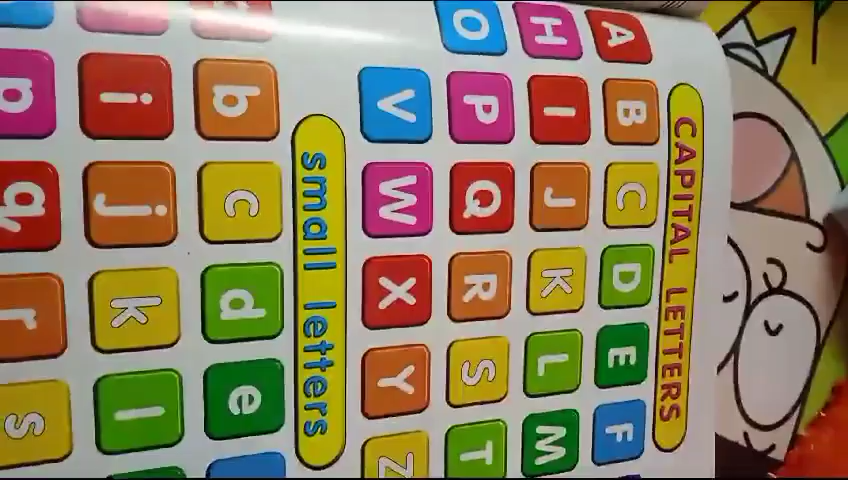 CAPITAL LETTERS
A B C D E F
H I J K L M
O P Q R S T
V W X Y Z
small letters
b c d e
i j k l
p q r s